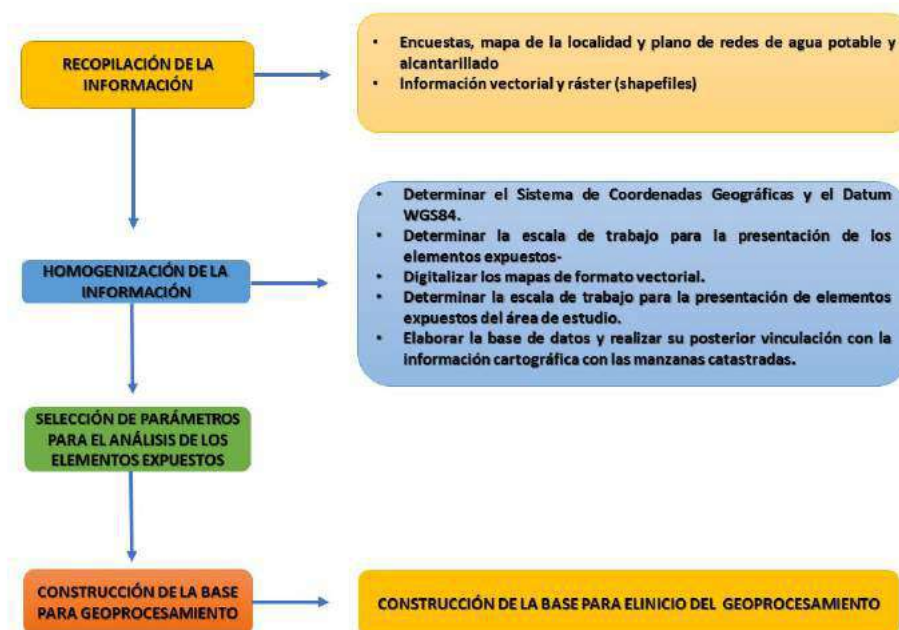 RECOPILACIÓN DE LA
INFORMACIÓN
• Encuestas, mapa de la localidad y plano de redes de agua potable y
alcantarillado
• Información vectorial y ráster (shapefiles)
HOMOGENIZACIÓN DE LA
INFORMACIÓN
• Determinar el Sistema de Coordenadas Geográficas y el Datum
WGS84.
• Determinar la escala de trabajo para la presentación de los
elementos expuestos-
• Digitalizar los mapas de formato vectorial.
• Determinar la escala de trabajo para la presentación de elementos
expuestos del área de estudio.
• Elaborar la base de datos y realizar su posterior vinculación con la
información cartográfica con las manzanas catastradas.
SELECCIÓN DE PARÁMETROS
PARA EL ANÁLISIS DE LOS
ELEMENTOS EXPUESTOS
CONSTRUCCIÓN DE LA BASE
PARA GEOPROCESAMIENTO
CONSTRUCCIÓN DE LA BASE PARA ELINICIO DEL GEOPROCESAMIENTO